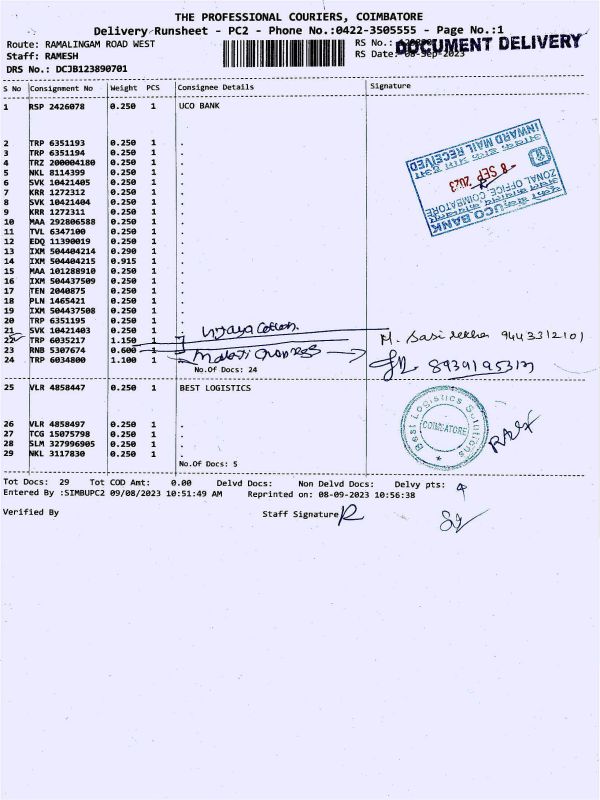 THE PROFESSIONAL COURIERS, COIMBATORE
Delivery Runsheet - PC2 - Phone No.:0422-3505555 - Page No.:1
Route: RAMALINGAM ROAD WEST
RS No.:
DOCUMENT DELIVERY
Staff: RAMESH
RS Date: 08-Sep-2023
DRS No.: DCJB123890701
S No Consignment No Weight PCS Consignee Details Signature
1 RSP 2426078 0.250 1 UCO BANK
2 TRP 6351193 0.250 1 .
3 TRP 6351194 0.250 1 .
4 TRZ 200004180 0.250 1 .
5 NKL 8114399 0.250 1 .
6 SVK 10421405 0.250 1 .
7 KRR 1272312 0.250 1 .
8 SVK 10421404 0.250 1 .
9 KRR 1272311 0.250 1 .
10 MAA 292806588 0.250 1 .
11 TVL 6347100 0.250 1 .
12 EDQ 11390019 0.250 1 .
13 IXM 504404214 0.290 1 .
14 IXM 504404215 0.915 1 .
15 MAA 101288910 0.250 1 .
16 IXM 504437509 0.250 1 .
17 TEN 2040875 0.250 1 .
18 PLN 1465421 0.250 1 .
19 IXM 504437508 0.250 1 .
20 TRP 6351195 0.250 1 .
21 SVK 10421403 0.250 1
22 TRP 6035217 1.150 1
23 RNB 5307674 0.600 1
24 TRP 6034800 1.100 1
No.Of Docs: 24
UCO BANK
ZONAL OFFICE, COIMBATORE
- 8 SEP 2023
INWARD MAIL RECEIVED
M. Sasi rekha 9443312101
25 VLR 4858447 0.250 1 BEST LOGISTICS
26 VLR 4858497 0.250 1 .
27 TCG 15075798 0.250 1 .
28 SLM 327996905 0.250 1 .
29 NKL 3117830 0.250 1 .
No.Of Docs: 5
Best Logistics Solutions
COIMBATORE
Tot Docs: 29 Tot COD Amt: 0.00 Delvd Docs: Non Delvd Docs: Delvy pts: 4
Entered By :SIMBUPC2 09/08/2023 10:51:49 AM Reprinted on: 08-09-2023 10:56:38
Verified By
Staff Signature